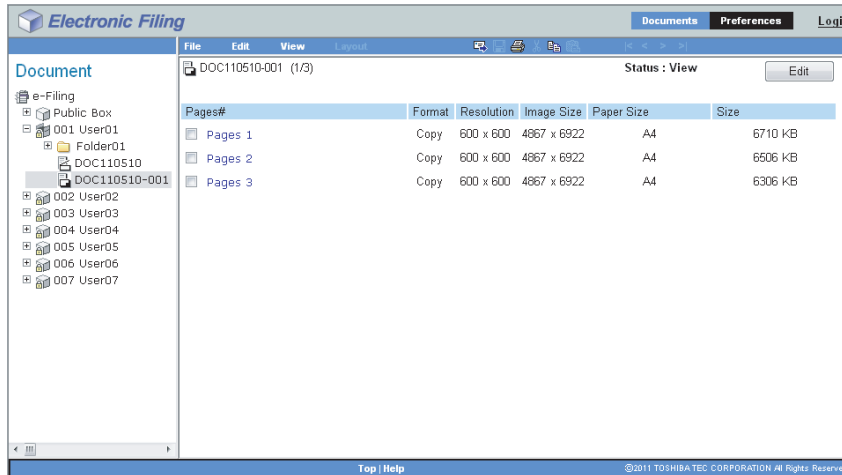 Electronic Filing
Documents Preferences Logi
File Edit View Layout |< < > >|
Document
e-Filing
Public Box
001 User01
Folder01
DOC110510
DOC110510-001
002 User02
003 User03
004 User04
005 User05
006 User06
007 User07
DOC110510-001 (1/3) Status : View Edit
Pages# Format Resolution Image Size Paper Size Size
Pages 1 Copy 600 x 600 4867 x 6922 A4 6710 KB
Pages 2 Copy 600 x 600 4867 x 6922 A4 6506 KB
Pages 3 Copy 600 x 600 4867 x 6922 A4 6306 KB
Top | Help ©2011 TOSHIBA TEC CORPORATION All Rights Reserve